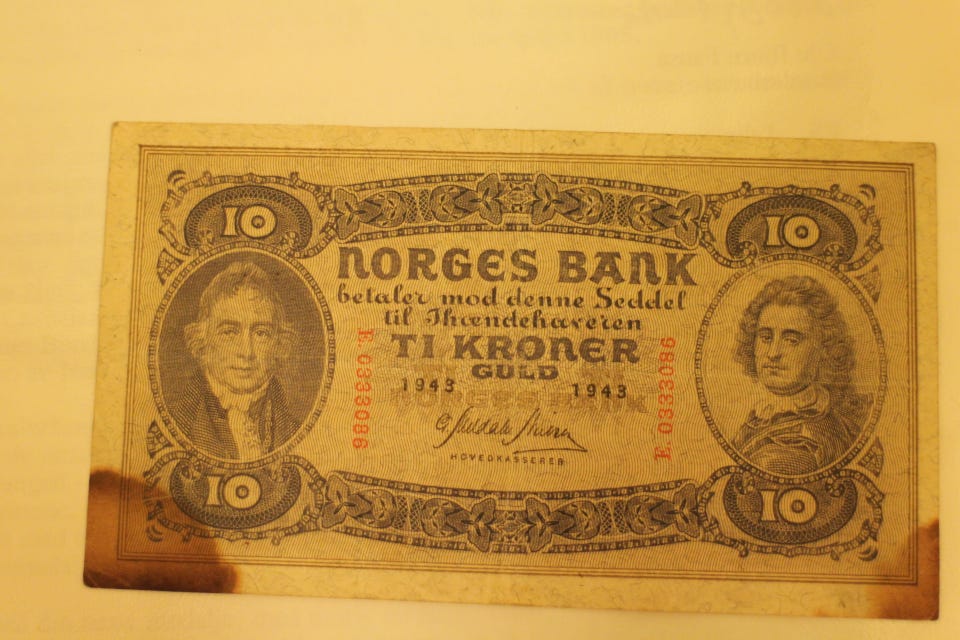 10
10
NORGES BANK
betaler mod denne Seddel
til Ihændehaveren
TI KRONER
GULD
1943 1943
E. 0333086
E. 0333086
HOVEDKASSERER
10
10